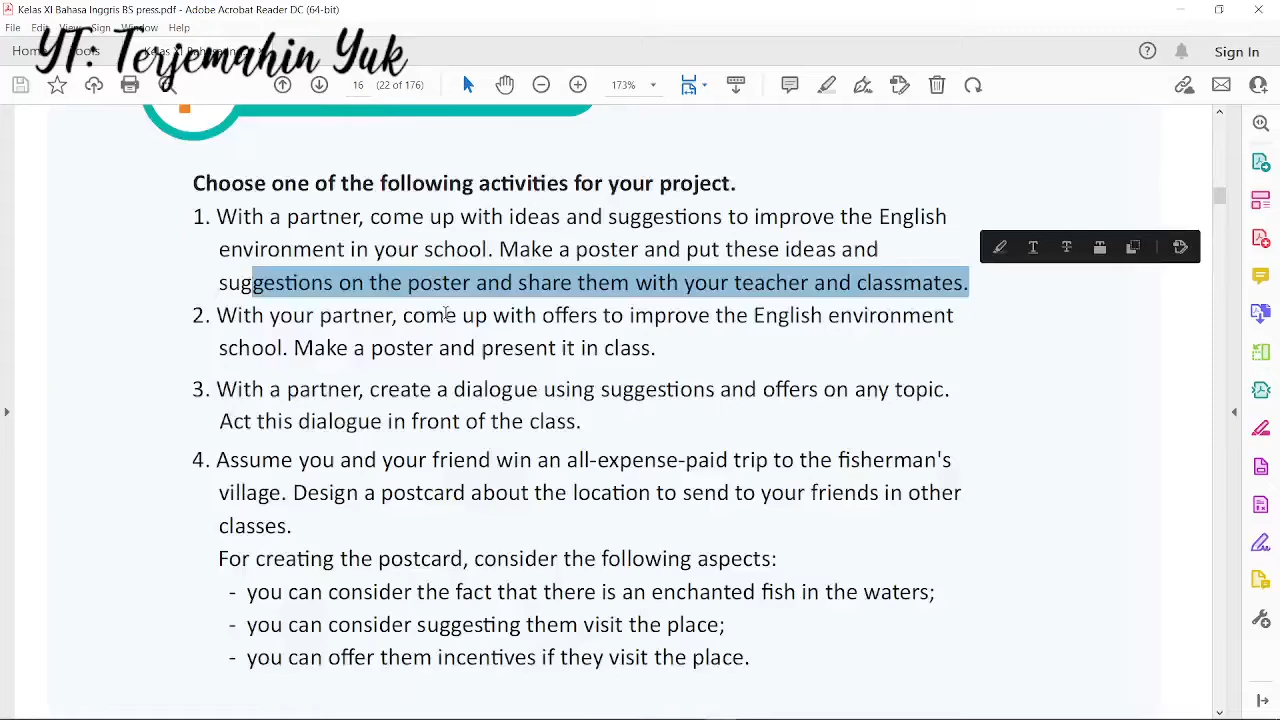 Kelas XI Bahasa Inggris BS press.pdf - Adobe Acrobat Reader DC (64-bit)
File Edit View Sign Window Help
YT: Terjemahin Yuk
Home Tools Sign In
16 (22 of 176) 173%
Choose one of the following activities for your project.
1. With a partner, come up with ideas and suggestions to improve the English
environment in your school. Make a poster and put these ideas and
suggestions on the poster and share them with your teacher and classmates.
2. With your partner, come up with offers to improve the English environment
school. Make a poster and present it in class.
3. With a partner, create a dialogue using suggestions and offers on any topic.
Act this dialogue in front of the class.
4. Assume you and your friend win an all-expense-paid trip to the fisherman's
village. Design a postcard about the location to send to your friends in other
classes.
For creating the postcard, consider the following aspects:
- you can consider the fact that there is an enchanted fish in the waters;
- you can consider suggesting them visit the place;
- you can offer them incentives if they visit the place.